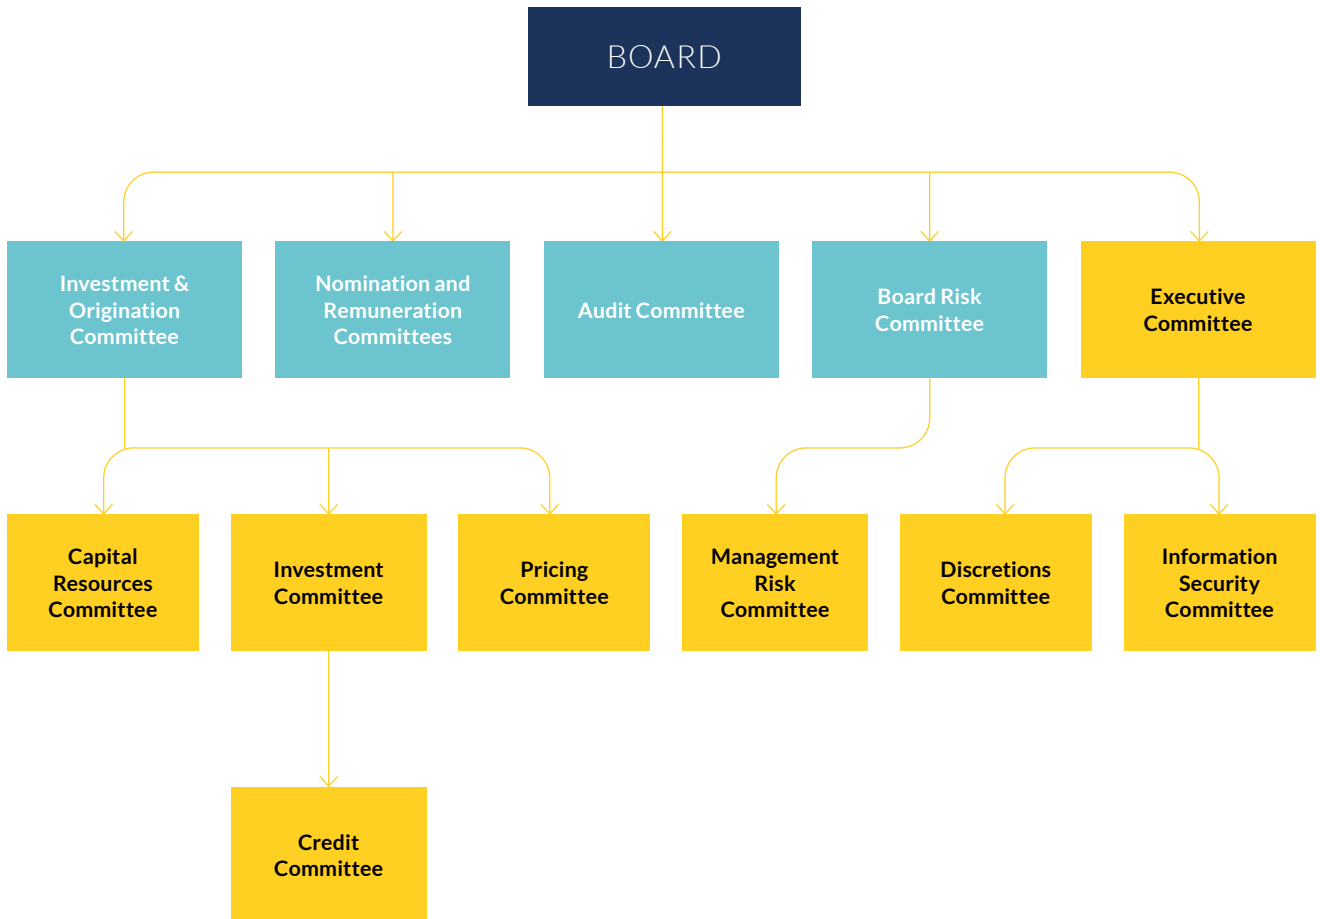 BOARD
Investment &
Origination
Committee
Nomination and
Remuneration
Committees
Audit Committee
Board Risk
Committee
Executive
Committee
Capital
Resources
Committee
Investment
Committee
Pricing
Committee
Management
Risk
Committee
Discretions
Committee
Information
Security
Committee
Credit
Committee